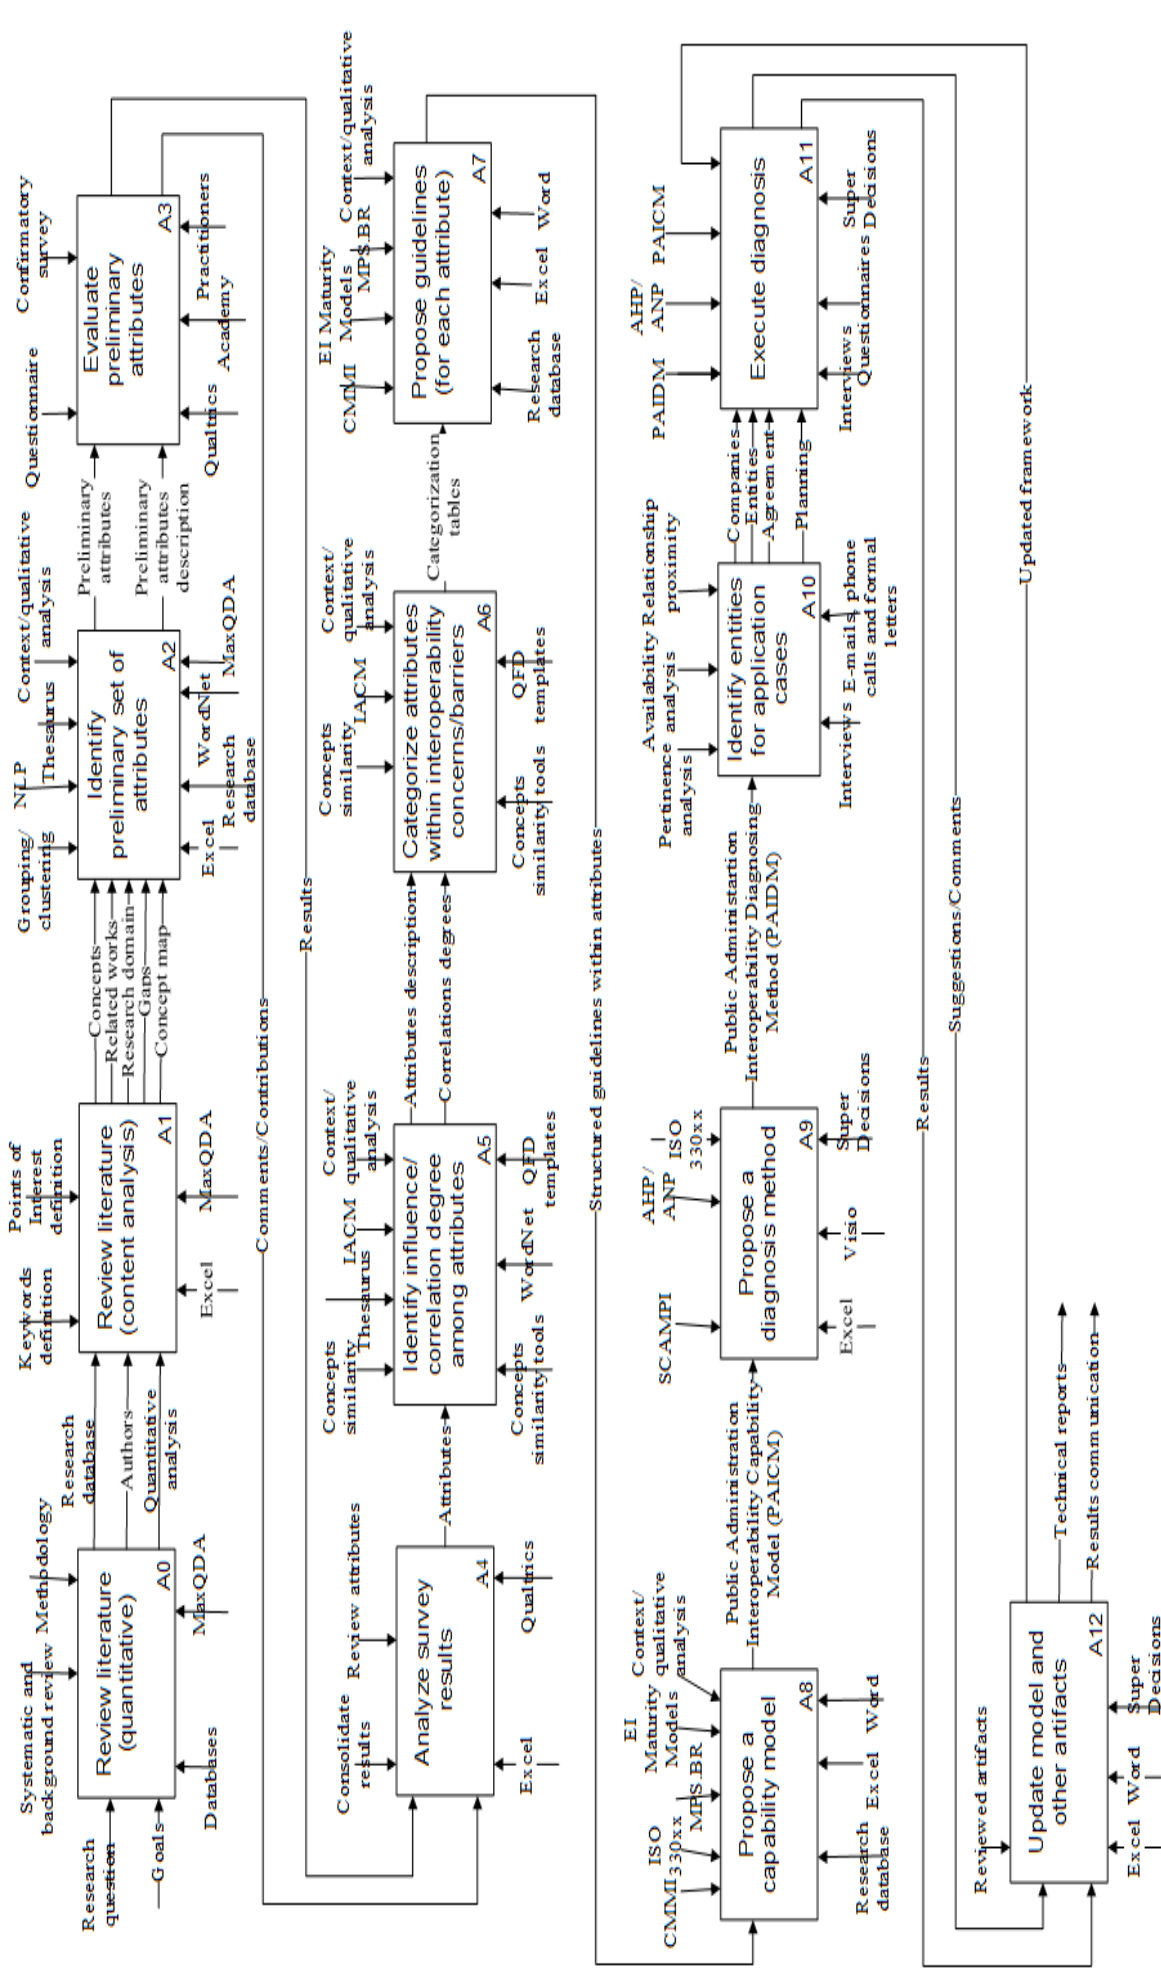 Systematic and
background review
Methodology
Research
question
Goals
Review literature
(quantitative)
A0
Databases
MaxQDA
Research
database
Authors
Quantitative
analysis
Keywords
definition
Points of
Interest
definition
Review literature
(content analysis)
A1
Excel
MaxQDA
Concepts
Related works
Research domain
Gaps
Concept map
Grouping/
clustering
NLP
Thesaurus
Context/qualitative
analysis
Identify
preliminary set of
attributes
A2
Excel
Research
database
WordNet
MaxQDA
Preliminary
attributes
Preliminary
attributes
description
Questionnaire
Confirmatory
survey
Evaluate
preliminary
attributes
A3
Qualtrics
Academy
Practitioners
Comments/Contributions
Results
Consolidate
results
Review attributes
Analyze survey
results
A4
Excel
Qualtrics
Attributes
Concepts
similarity
Thesaurus
IACM
Context/
qualitative
analysis
Identify influence/
correlation degree
among attributes
A5
Concepts
similarity tools
WordNet
QFD
templates
Attributes description
Correlations degrees
Concepts
similarity
IACM
Context/
qualitative
analysis
Categorize attributes
within interoperability
concerns/barriers
A6
Concepts
similarity tools
QFD
templates
Categorization
tables
CMMI
EI Maturity
Models
MPS.BR
Context/qualitative
analysis
Propose guidelines
(for each attribute)
A7
Research
database
Excel
Word
Structured guidelines within attributes
CMMI
ISO
330xx
MPS.BR
EI
Maturity
Models
Context/
qualitative
analysis
Propose a
capability model
A8
Research
database
Excel
Word
Public Administration
Interoperability Capability
Model (PAICM)
SCAMPI
AHP/
ANP
ISO
330xx
Propose a
diagnosis method
A9
Excel
Visio
Super
Decisions
Public Administartion
Interoperability Diagnosing
Method (PAIDM)
Pertinence
analysis
Availability
analysis
Relationship
proximity
Identify entities
for application
cases
A10
Interviews
E-mails, phone
calls and formal
letters
Companies
Entities
Agreement
Planning
PAIDM
AHP/
ANP
PAICM
Execute diagnosis
A11
Interviews
Questionnaires
Super
Decisions
Results
Suggestions/Comments
Updated framework
Reviewed artifacts
Update model and
other artifacts
A12
Excel
Word
Super
Decisions
Technical reports
Results communication